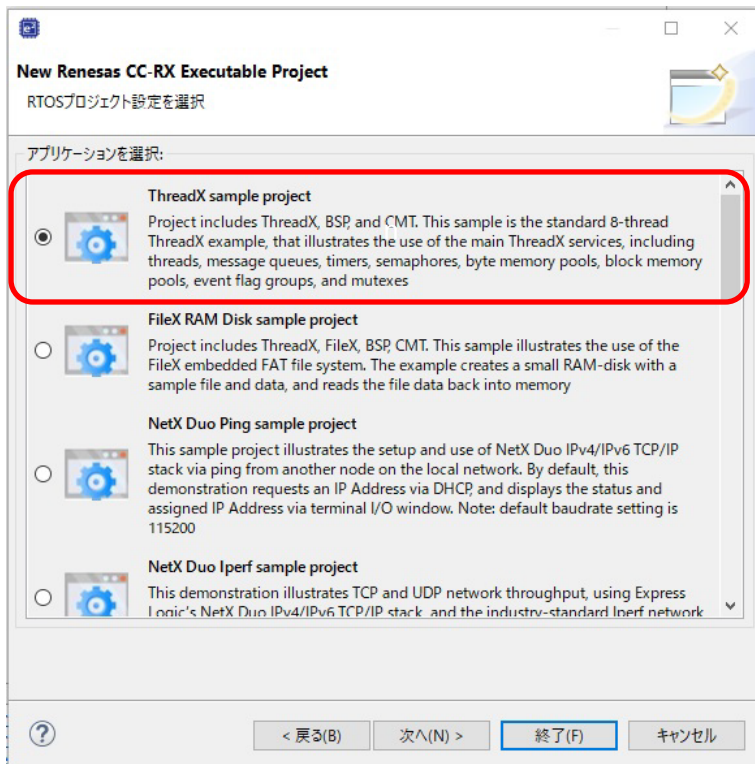 New Renesas CC-RX Executable Project
RTOSプロジェクト設定を選択
アプリケーションを選択:
ThreadX sample project
Project includes ThreadX, BSP, and CMT. This sample is the standard 8-thread
ThreadX example, that illustrates the use of the main ThreadX services, including
threads, message queues, timers, semaphores, byte memory pools, block memory
pools, event flag groups, and mutexes
FileX RAM Disk sample project
Project includes ThreadX, FileX, BSP, CMT. This sample illustrates the use of the
FileX embedded FAT file system. The example creates a small RAM-disk with a
sample file and data, and reads the file data back into memory
NetX Duo Ping sample project
This sample project illustrates the setup and use of NetX Duo IPv4/IPv6 TCP/IP
stack via ping from another node on the local network. By default, this
demonstration requests an IP Address via DHCP, and displays the status and
assigned IP Address via terminal I/O window. Note: default baudrate setting is
115200
NetX Duo Iperf sample project
This demonstration illustrates TCP and UDP network throughput, using Express
Logic's NetX Duo IPv4/IPv6 TCP/IP stack, and the industry-standard Iperf network
?
< 戻る(B)
次へ(N) >
終了(F)
キャンセル